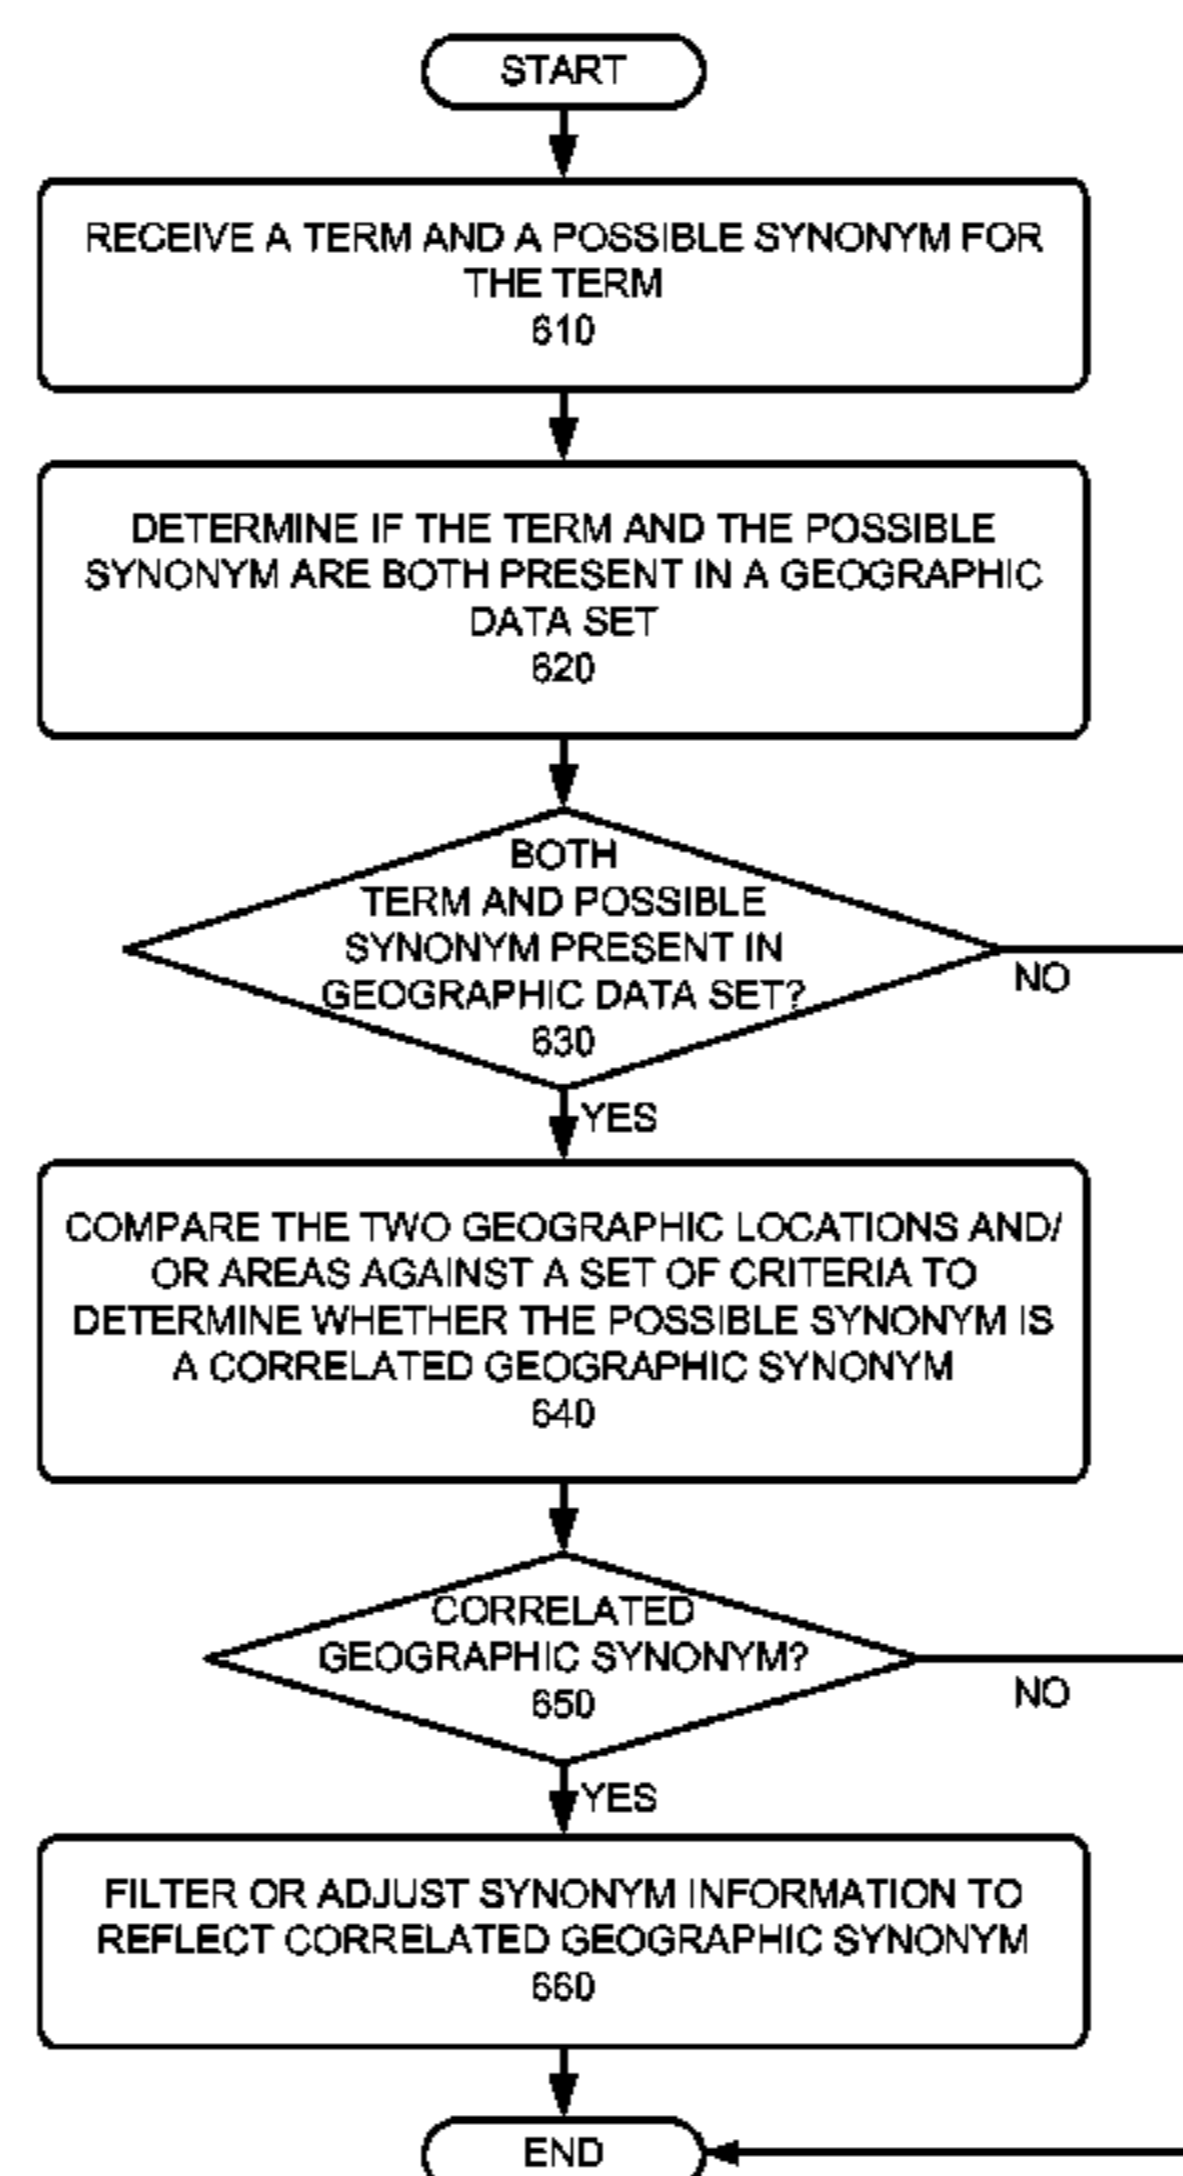 START
RECEIVE A TERM AND A POSSIBLE SYNONYM FOR
THE TERM
610
DETERMINE IF THE TERM AND THE POSSIBLE
SYNONYM ARE BOTH PRESENT IN A GEOGRAPHIC
DATA SET
620
BOTH
TERM AND POSSIBLE
SYNONYM PRESENT IN
GEOGRAPHIC DATA SET?
630
NO
YES
COMPARE THE TWO GEOGRAPHIC LOCATIONS AND/
OR AREAS AGAINST A SET OF CRITERIA TO
DETERMINE WHETHER THE POSSIBLE SYNONYM IS
A CORRELATED GEOGRAPHIC SYNONYM
640
CORRELATED
GEOGRAPHIC SYNONYM?
650
NO
YES
FILTER OR ADJUST SYNONYM INFORMATION TO
REFLECT CORRELATED GEOGRAPHIC SYNONYM
660
END